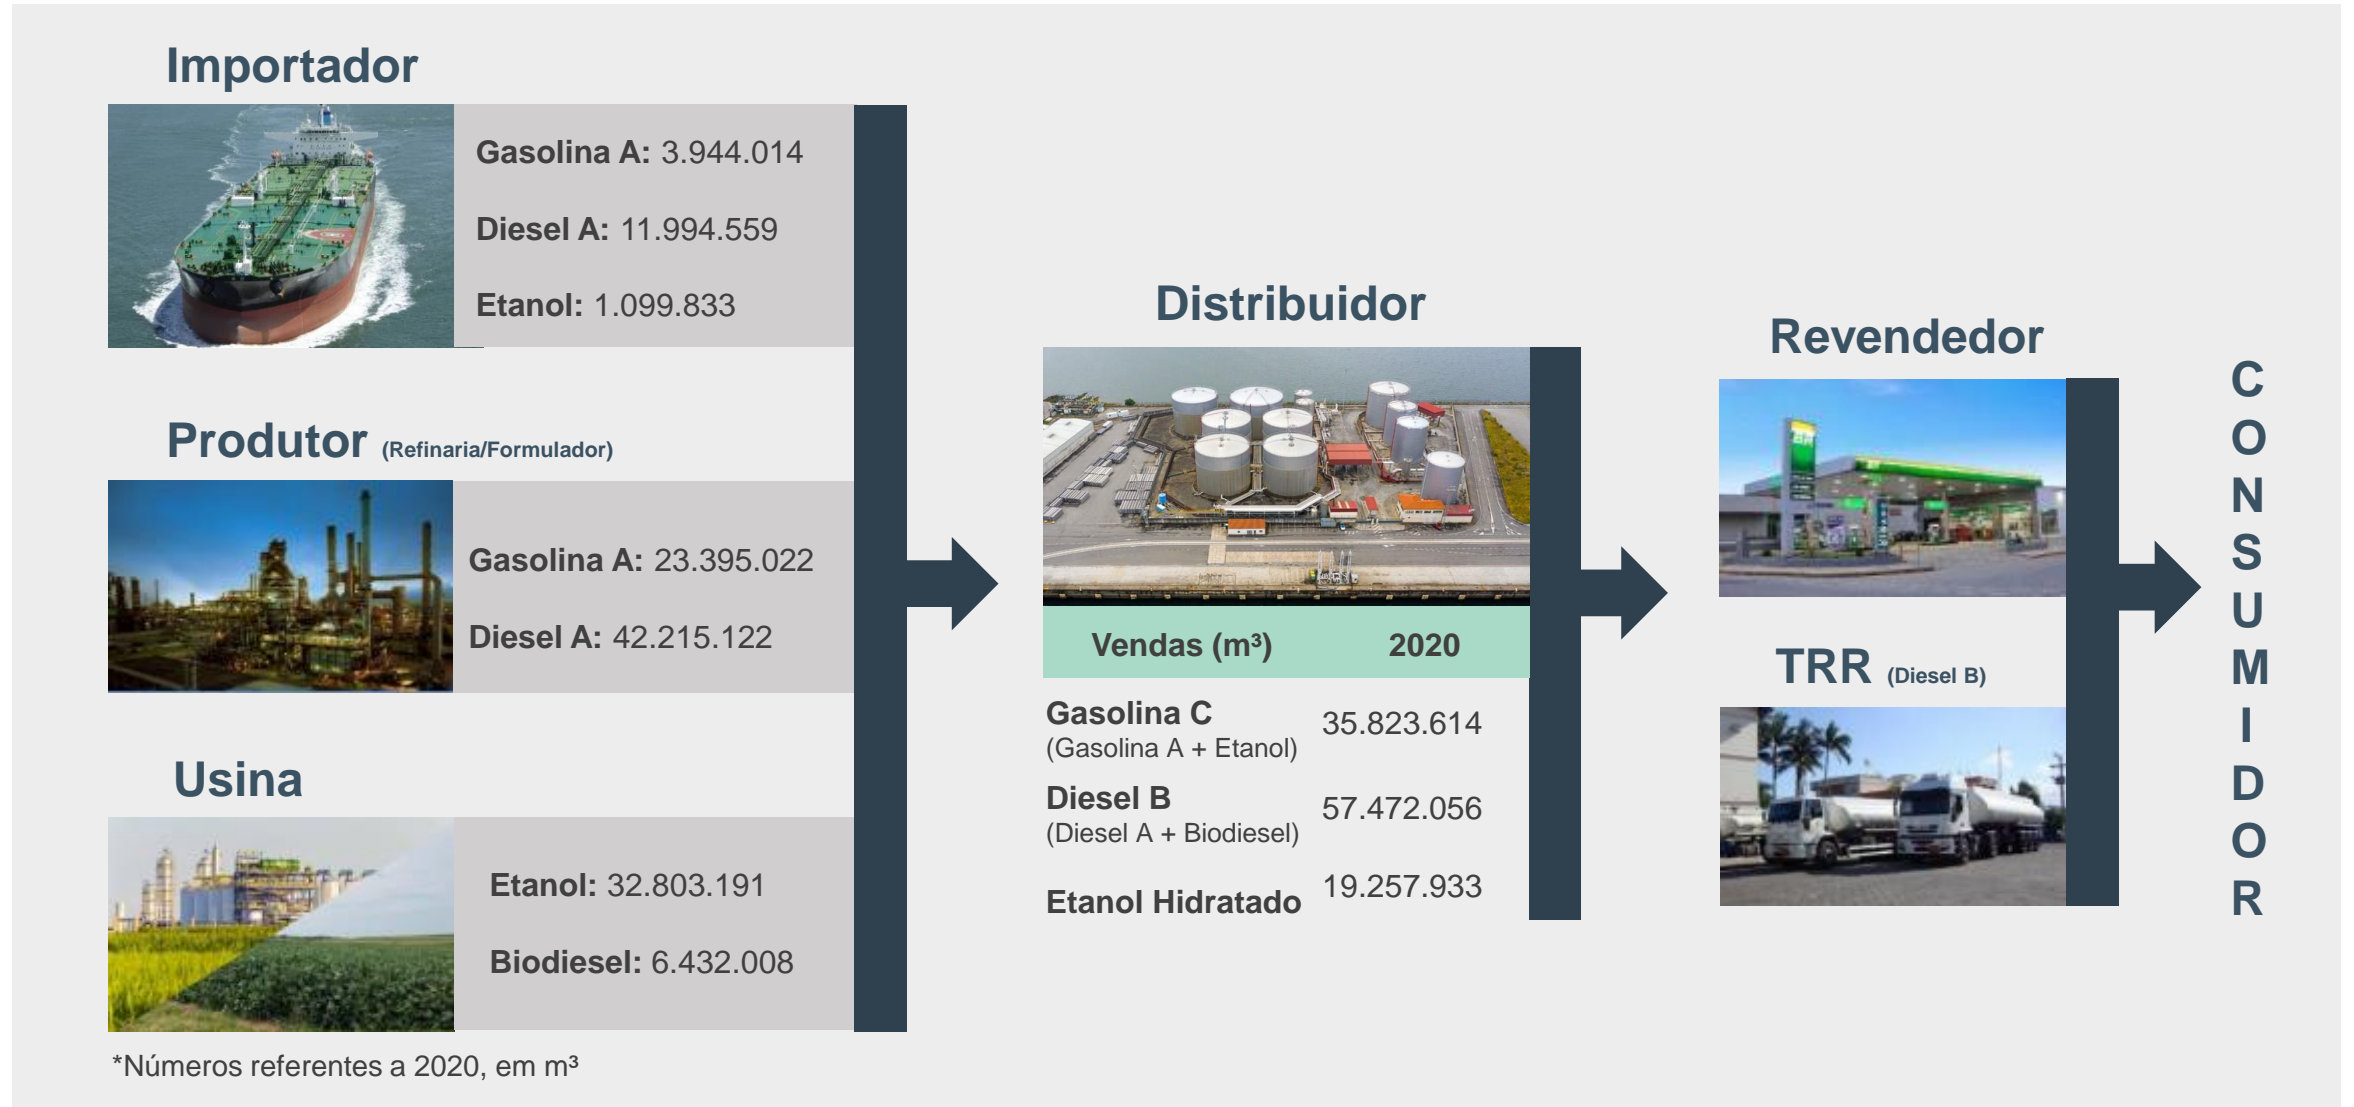 Importador
Gasolina A: 3.944.014
Diesel A: 11.994.559
Etanol: 1.099.833
Produtor (Refinaria/Formulador)
Gasolina A: 23.395.022
Diesel A: 42.215.122
Usina
Etanol: 32.803.191
Biodiesel: 6.432.008
*Números referentes a 2020, em m³
Distribuidor
Vendas (m³) 2020
Gasolina C 35.823.614
(Gasolina A + Etanol)
Diesel B 57.472.056
(Diesel A + Biodiesel)
Etanol Hidratado 19.257.933
Revendedor
BR
TRR (Diesel B)
CONSUMIDOR